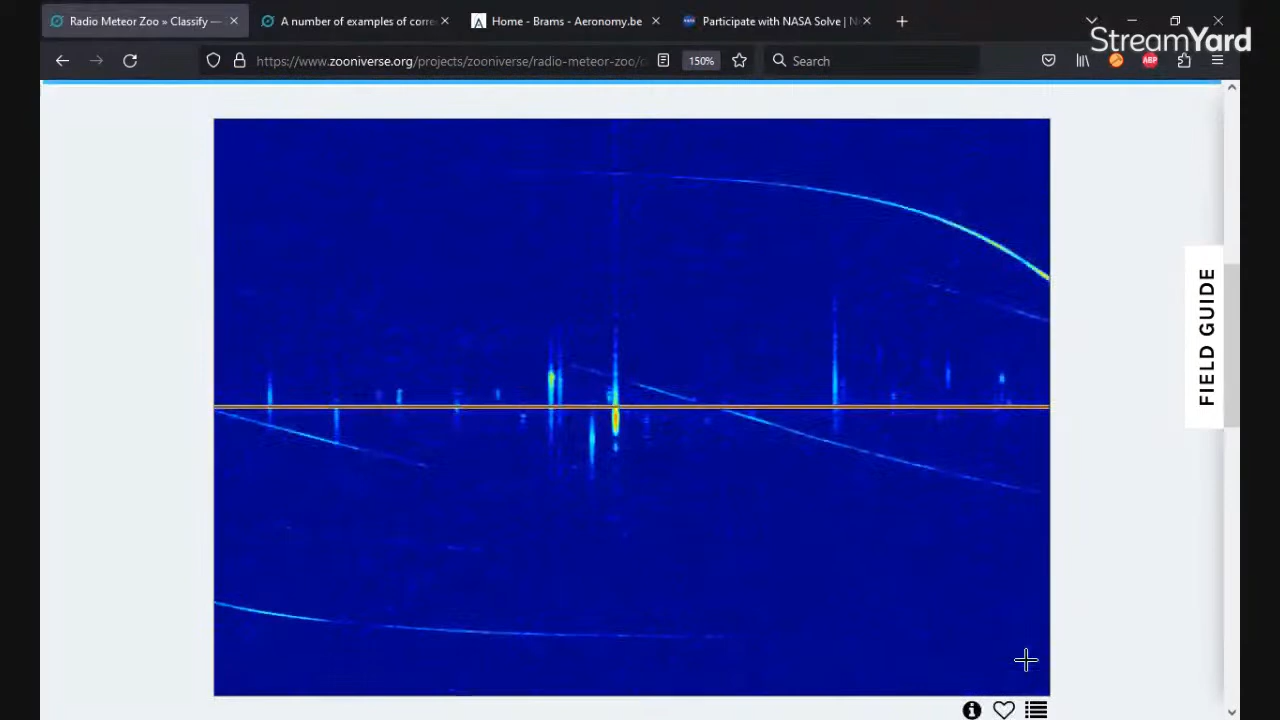 Radio Meteor Zoo » Classify —
A number of examples of corre
Home - Brams - Aeronomy.be
Participate with NASA Solve | N
StreamYard
https://www.zooniverse.org/projects/zooniverse/radio-meteor-zoo/
150%
Search
ABP
FIELD GUIDE